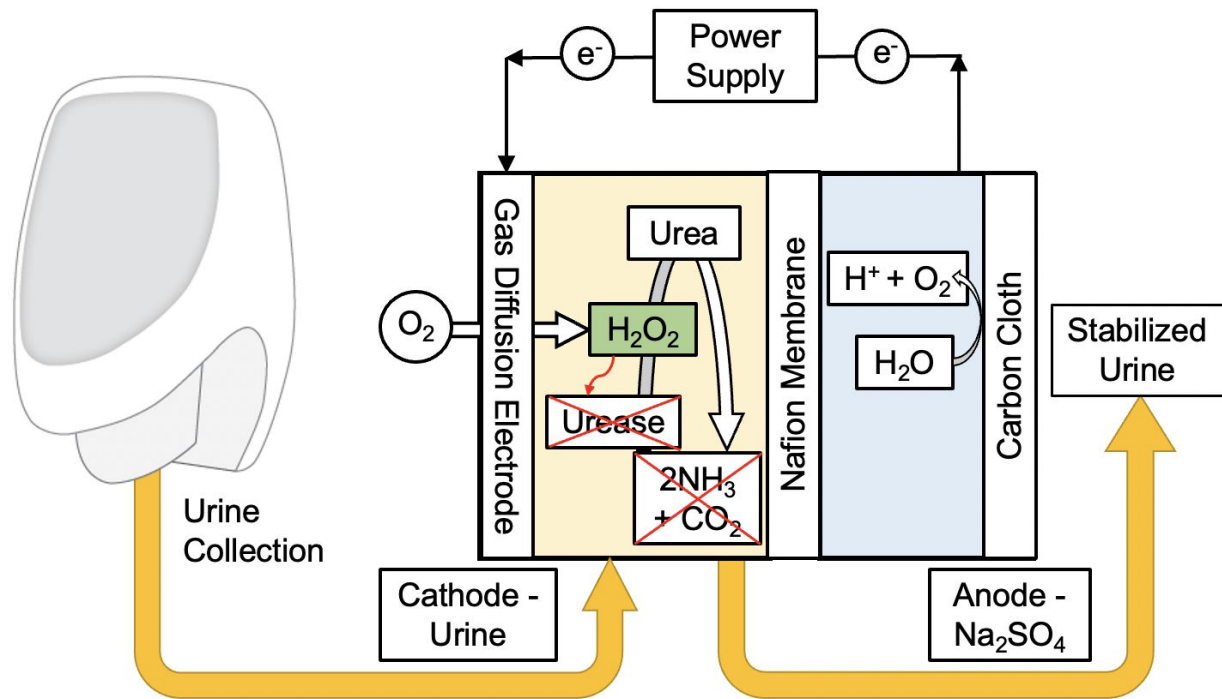 e⁻
Power
Supply
e⁻
Gas Diffusion Electrode
Urea
Nafion Membrane
H⁺ + O₂
Carbon Cloth
O₂
H₂O₂
H₂O
Stabilized
Urine
Urease
2NH₃
+ CO₂
Urine
Collection
Cathode -
Urine
Anode -
Na₂SO₄